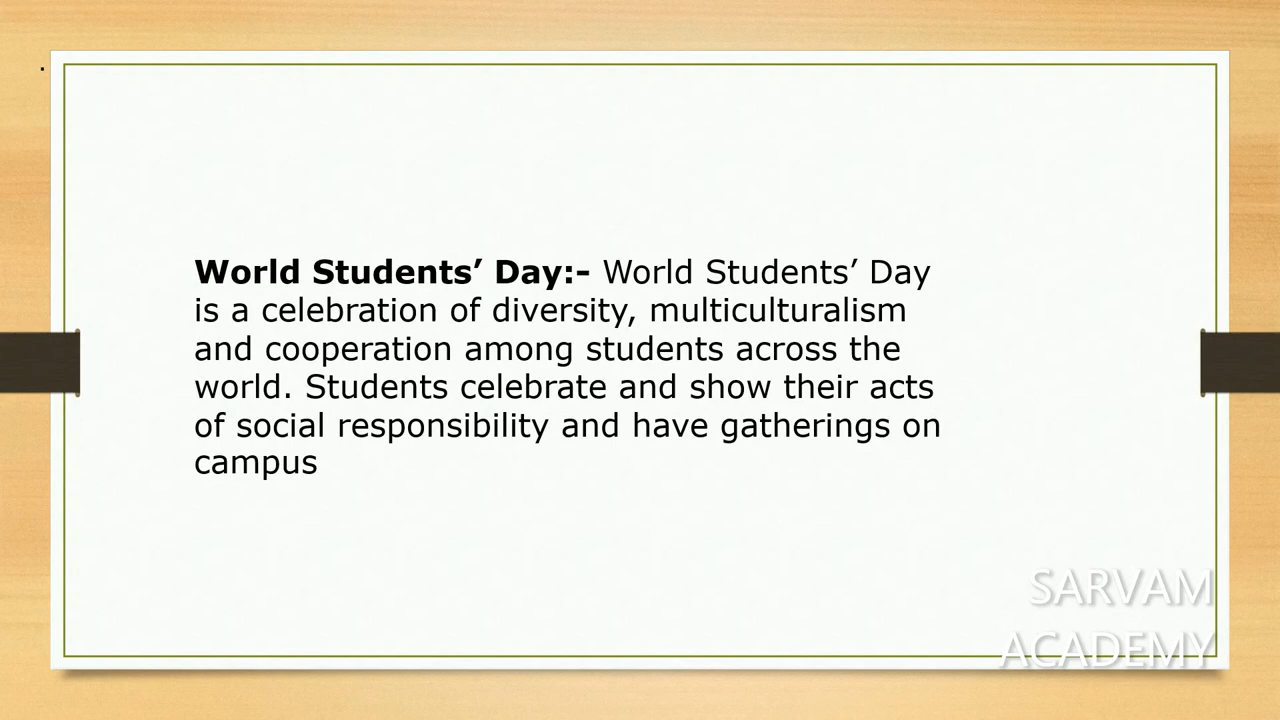 .
World Students’ Day:- World Students’ Day
is a celebration of diversity, multiculturalism
and cooperation among students across the
world. Students celebrate and show their acts
of social responsibility and have gatherings on
campus
SARVAM
ACADEMY